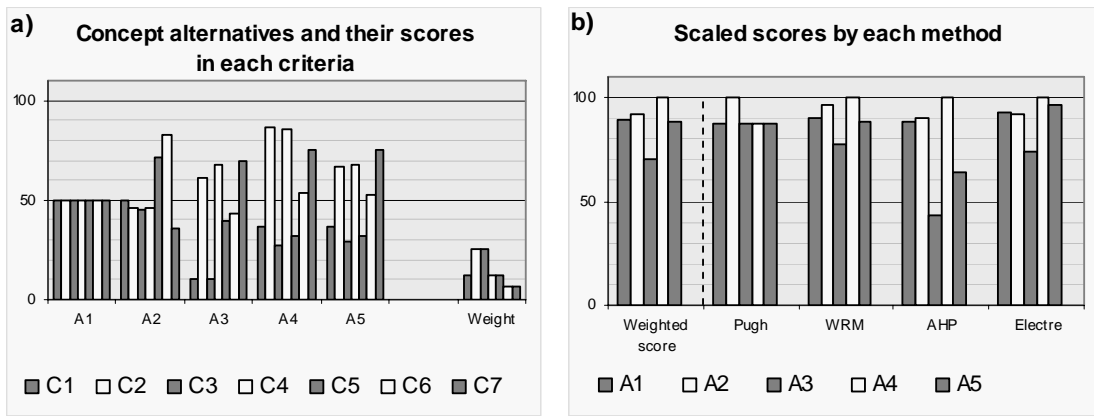 a)
Concept alternatives and their scores
in each criteria
100
50
0
A1 A2 A3 A4 A5 Weight
C1 C2 C3 C4 C5 C6 C7
b)
Scaled scores by each method
100
50
0
Weighted
score
Pugh WRM AHP Electre
A1 A2 A3 A4 A5